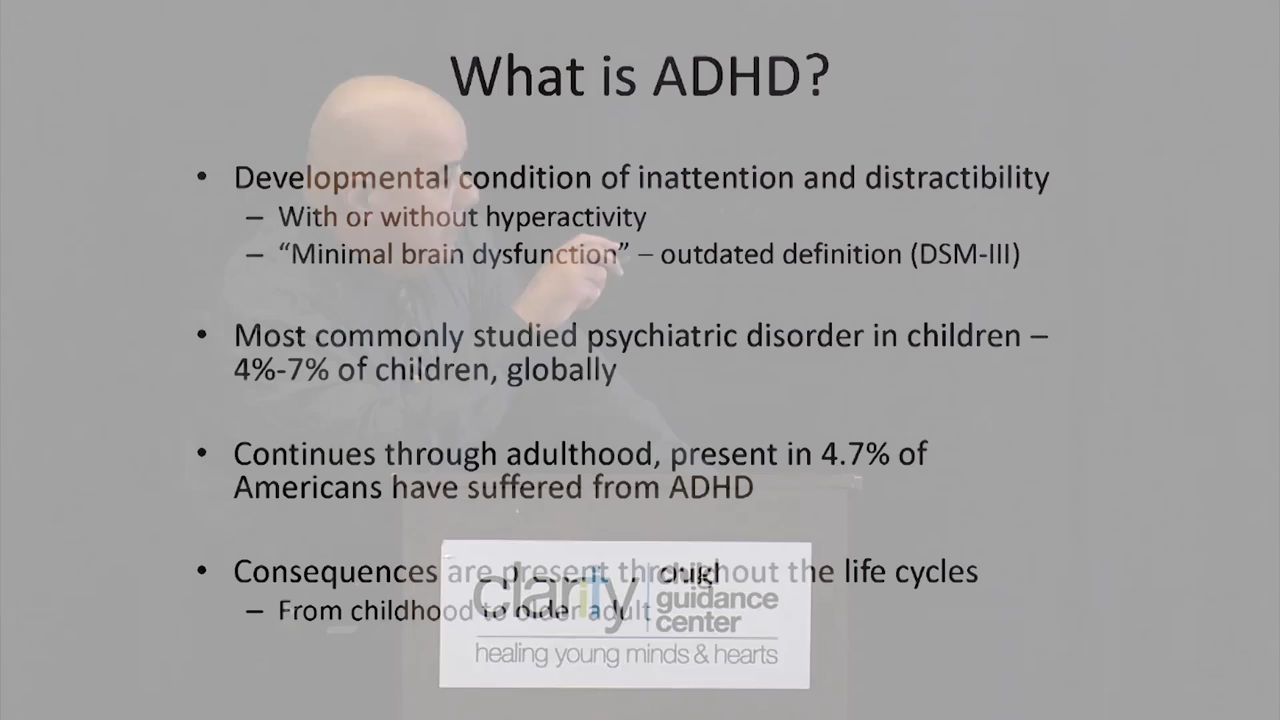 What is ADHD?
• Developmental condition of inattention and distractibility
– With or without hyperactivity
– “Minimal brain dysfunction” – outdated definition (DSM-III)
• Most commonly studied psychiatric disorder in children –
4%-7% of children, globally
• Continues through adulthood, present in 4.7% of
Americans have suffered from ADHD
• Consequences are present throughout the life cycles
– From childhood to older adult
clarity child
guidance
center
healing young minds & hearts